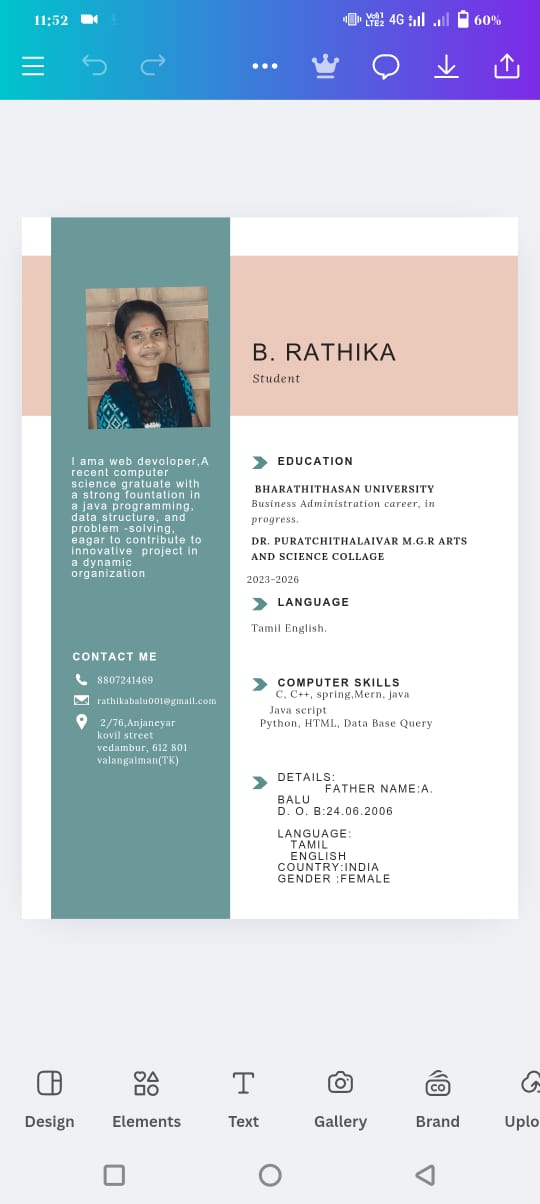 11:52
Vo))1
LTE2
4G
60%
B. RATHIKA
Student
I ama web devoloper,A
recent computer
science gratuate with
a strong fountation in
a java programming,
data structure, and
problem -solving,
eagar to contribute to
innovative project in
a dynamic
organization
CONTACT ME
8807241469
rathikabalu001@gmail.com
2/76,Anjaneyar
kovil street
vedambur, 612 801
valangaiman(TK)
EDUCATION
BHARATHITHASAN UNIVERSITY
Business Administration career, in
progress.
DR. PURATCHITHALAIVAR M.G.R ARTS
AND SCIENCE COLLAGE
2023-2026
LANGUAGE
Tamil English.
COMPUTER SKILLS
C, C++, spring,Mern, java
Java script
Python, HTML, Data Base Query
DETAILS:
FATHER NAME:A.
BALU
D. O. B:24.06.2006
LANGUAGE:
TAMIL
ENGLISH
COUNTRY:INDIA
GENDER :FEMALE
Design
Elements
Text
Gallery
CO
Brand
Uplo